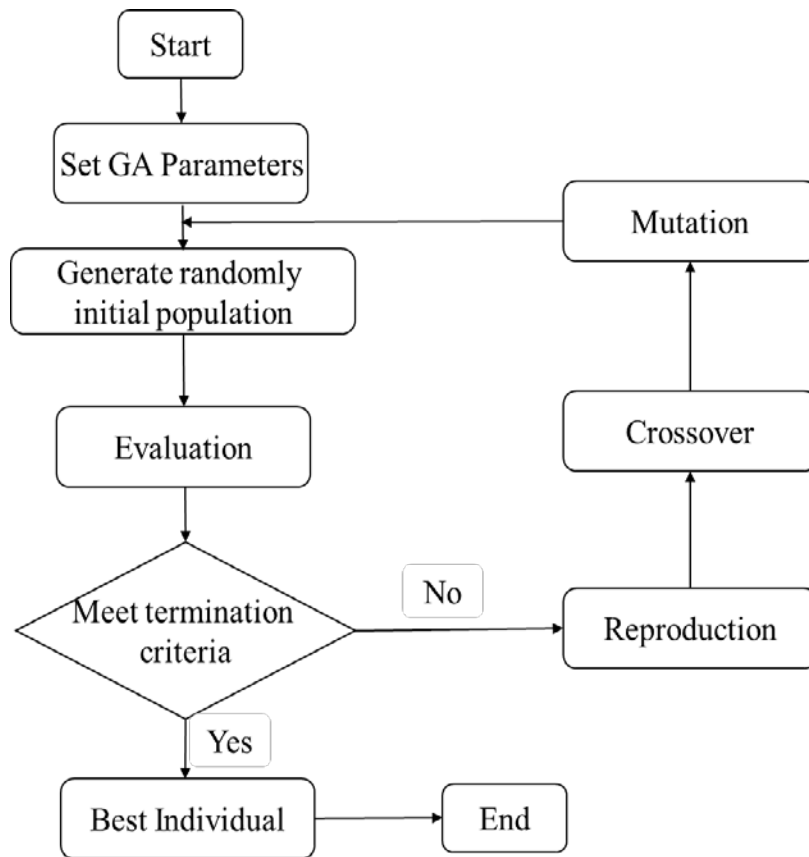 Start
Set GA Parameters
Mutation
Generate randomly
initial population
Crossover
Evaluation
No
Meet termination
criteria
Reproduction
Yes
Best Individual
End